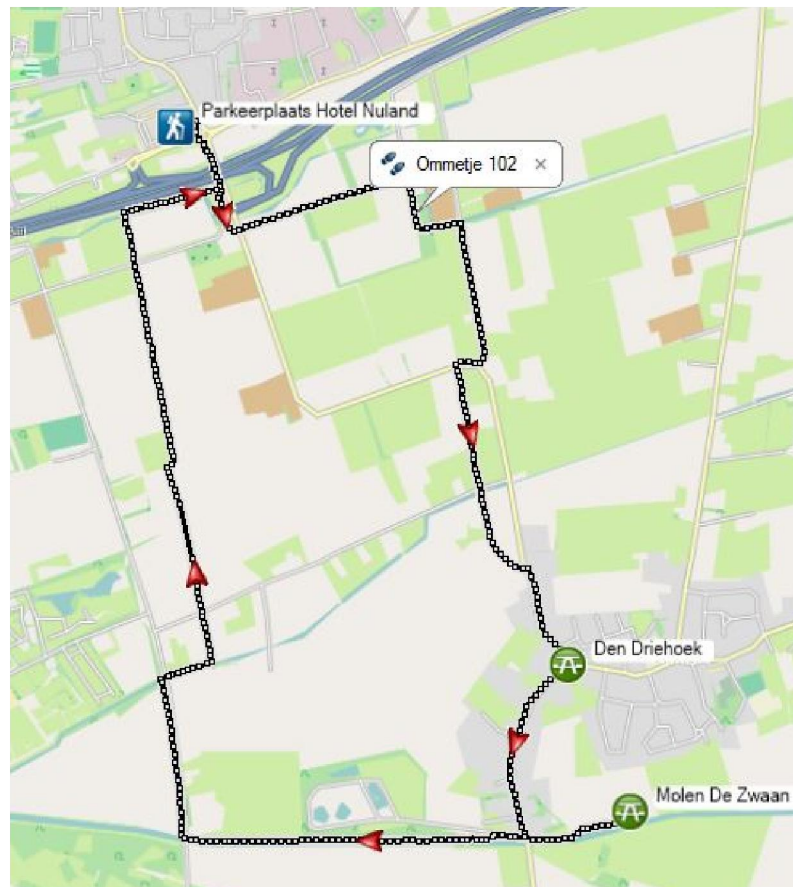 Parkeerplaats Hotel Nuland
Ommetje 102 ×
Den Driehoek
Molen De Zwaan